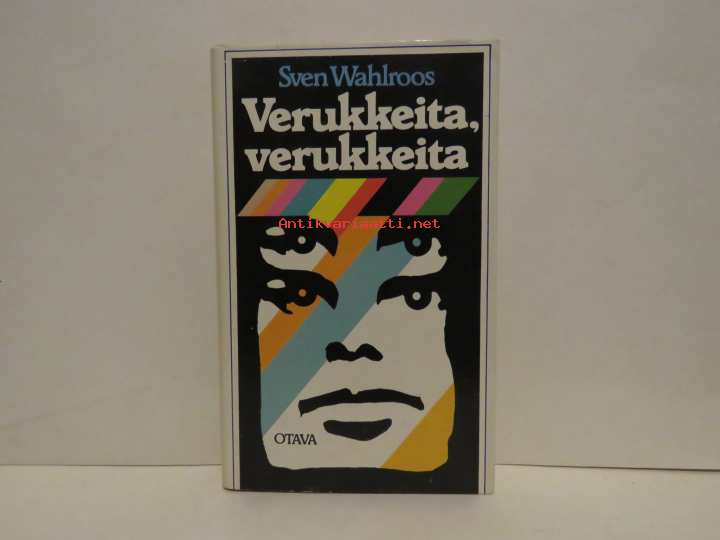 Sven Wahlroos
Verukkeita,
verukkeita
Antikvariaatti.net
OTAVA